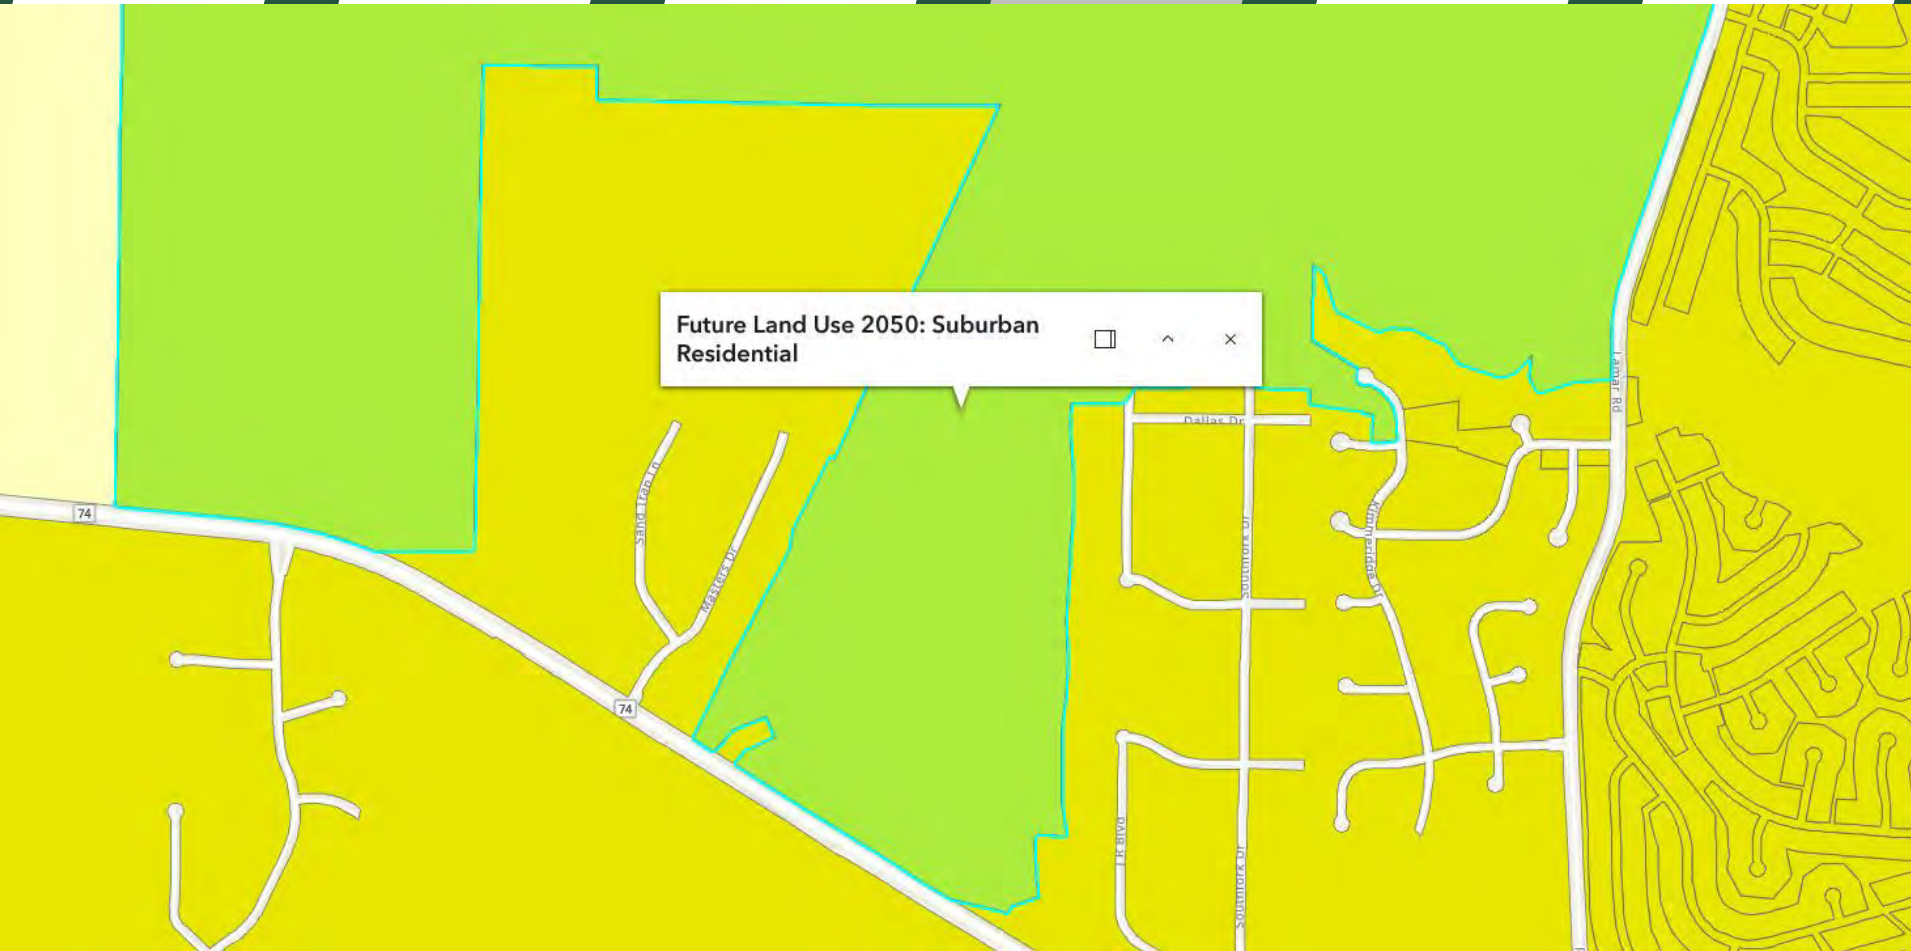 Future Land Use 2050: Suburban
Residential
Lamar Rd
Dallas Dr
Sand Trap Ln
74
Masters Dr
Southfork Dr
Kimmeridge Dr
74
J R Blvd
Southfork Dr